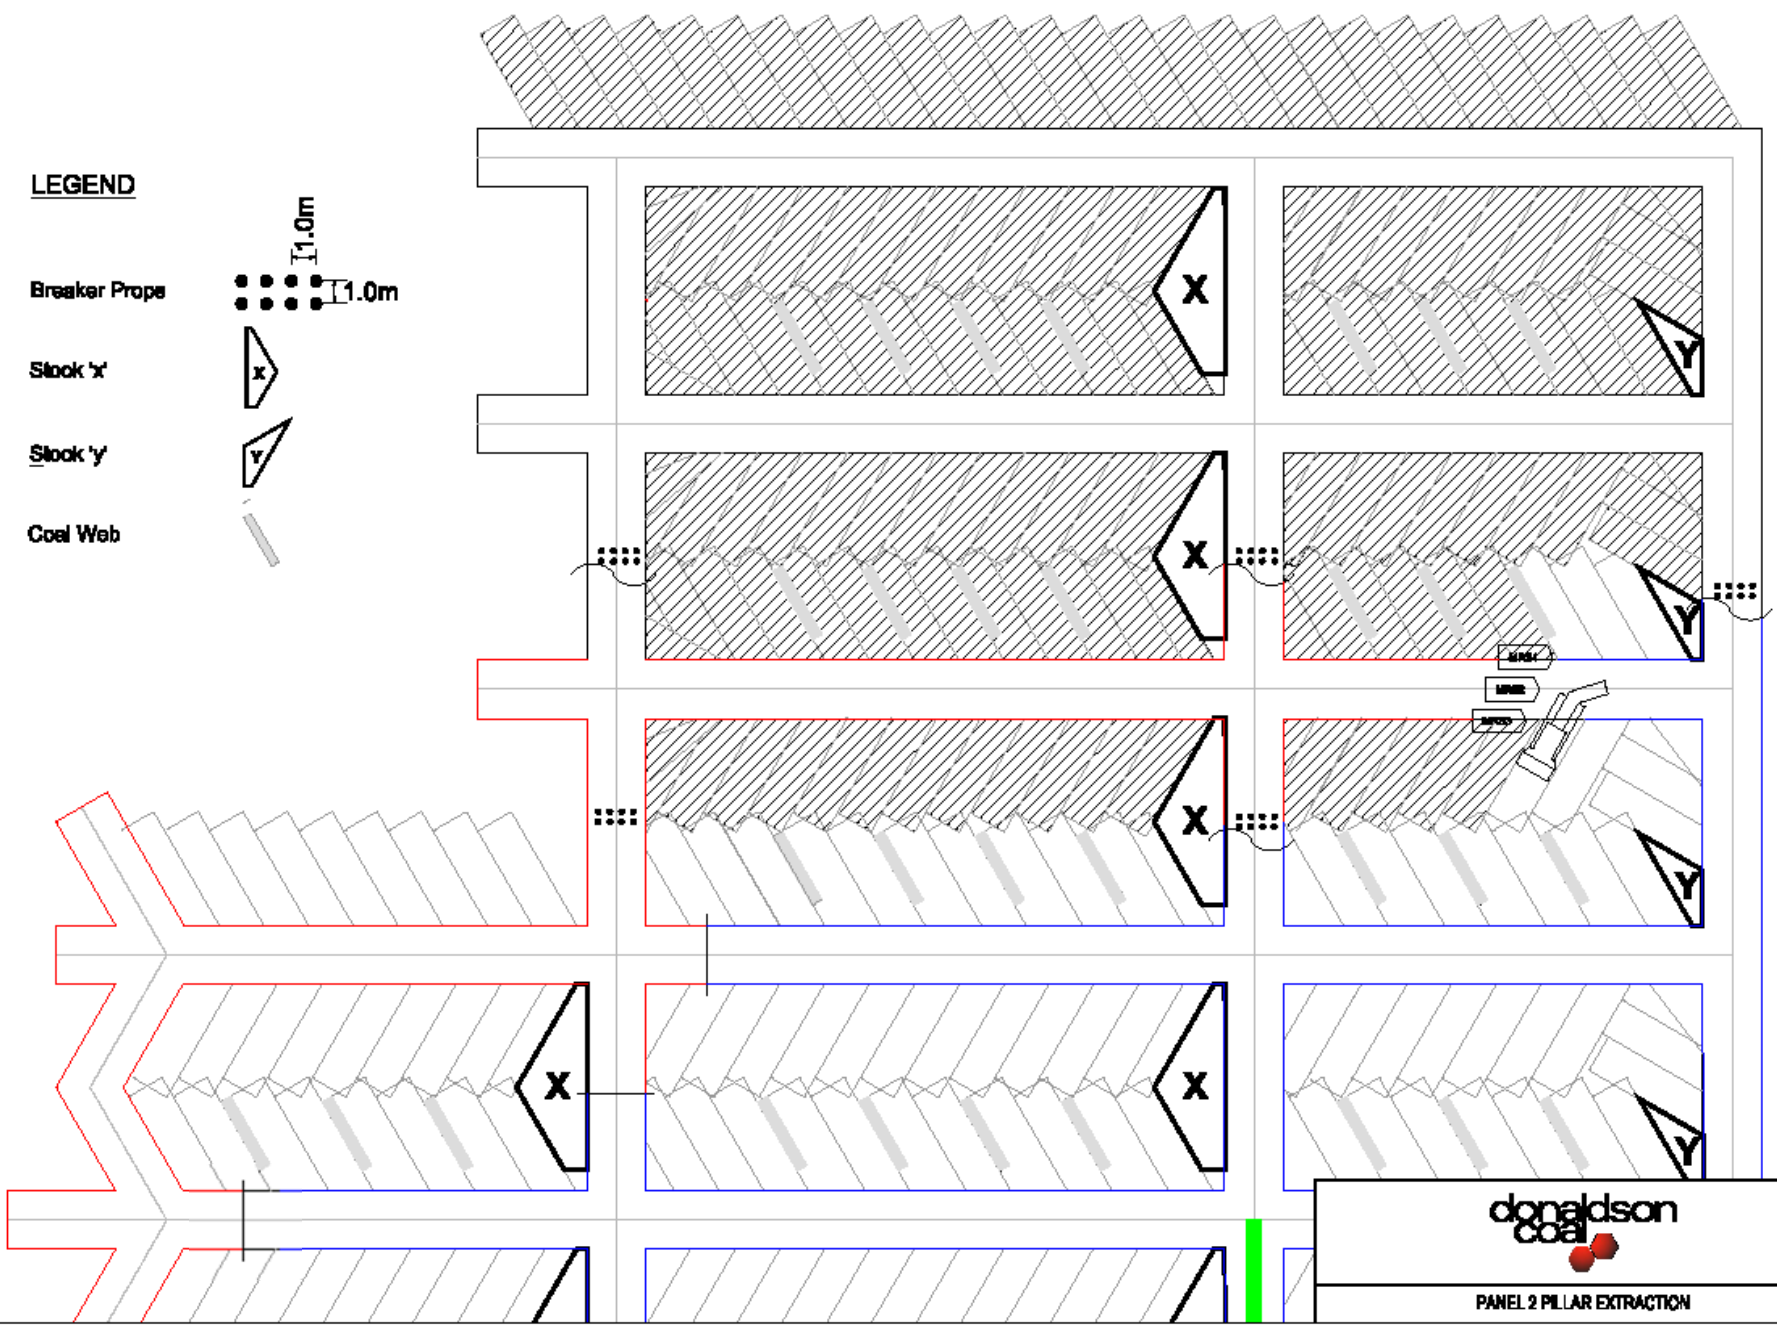 LEGEND
1.0m
Breaker Props
1.0m
Stook 'x'
X
Stook 'y'
Y
Coal Web
X
Y
X
Y
X
Y
X
X
Y
donaldson
coal
PANEL 2 PILLAR EXTRACTION